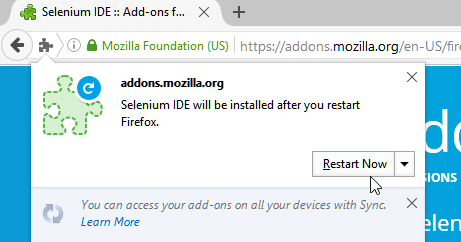 Selenium IDE :: Add-ons f...
Mozilla Foundation (US)
https://addons.mozilla.org/en-US/fire
addons.mozilla.org
Selenium IDE will be installed after you restart
Firefox.
Restart Now
You can access your add-ons on all your devices with Sync.
Learn More